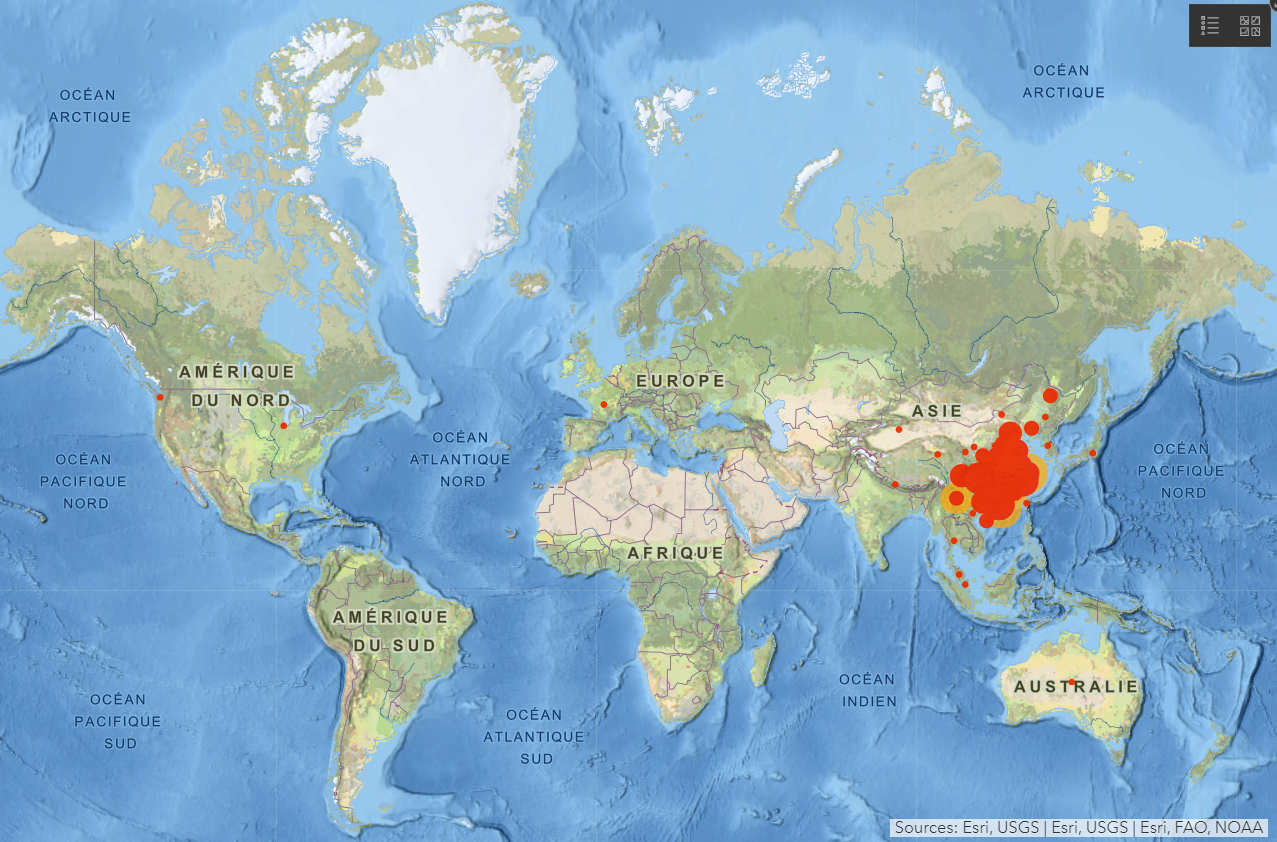 OCÉAN
ARCTIQUE
OCÉAN
ARCTIQUE
AMÉRIQUE
DU NORD
EUROPE
ASIE
OCÉAN
PACIFIQUE
NORD
OCÉAN
ATLANTIQUE
NORD
OCÉAN
PACIFIQUE
NORD
AFRIQUE
AMÉRIQUE
DU SUD
OCÉAN
INDIEN
AUSTRALIE
OCÉAN
PACIFIQUE
SUD
OCÉAN
ATLANTIQUE
SUD
Sources: Esri, USGS | Esri, USGS | Esri, FAO, NOAA